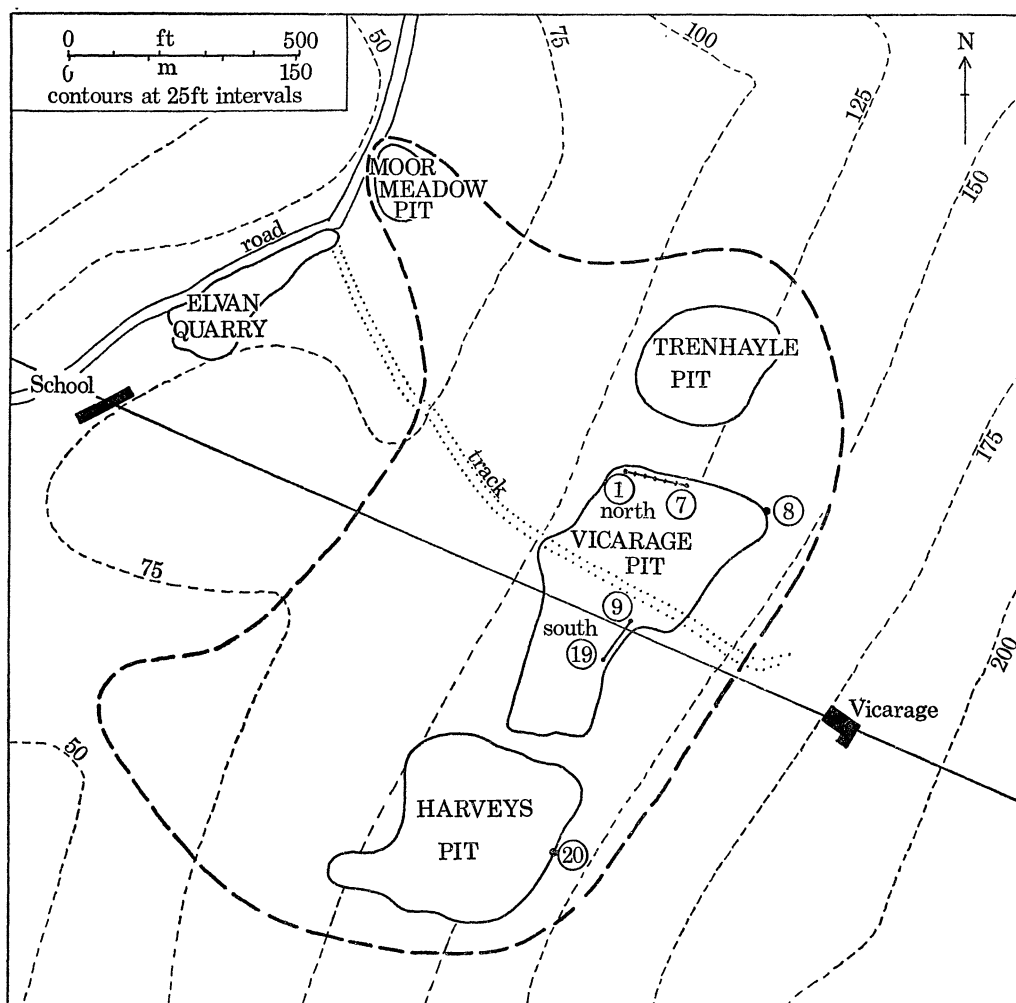 0 ft 500
0 m 150
contours at 25ft intervals
50
75
100
125
150
N
MOOR
MEADOW
PIT
road
ELVAN
QUARRY
TRENHAYLE
PIT
School
track
175
1
7
8
north
VICARAGE
PIT
75
9
south
19
200
Vicarage
50
HARVEYS
PIT
20